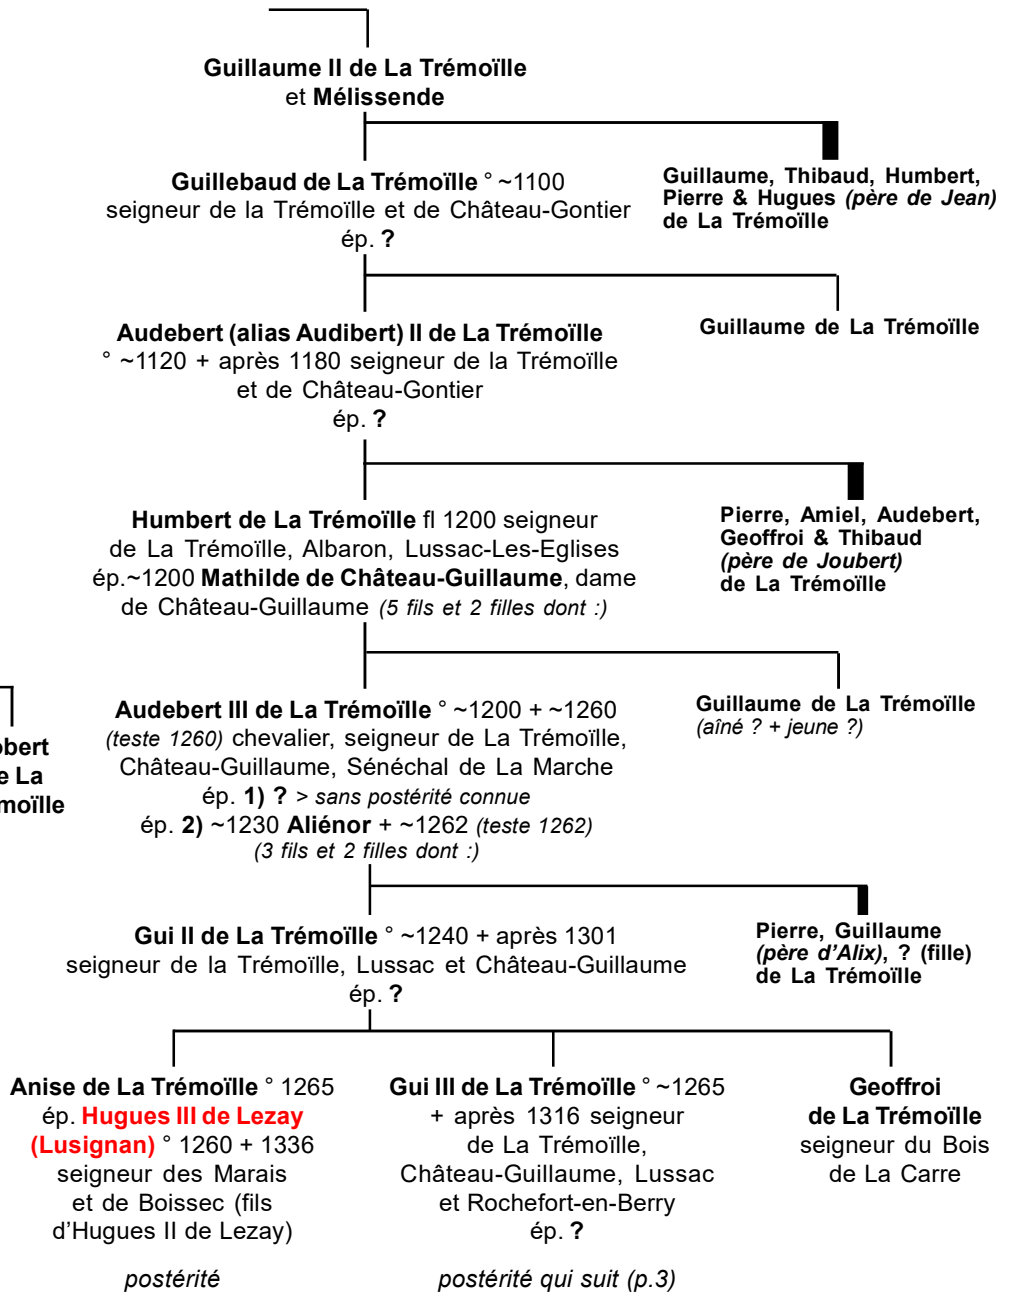 Guillaume II de La Trémoïlle
et Mélissende
Guillebaud de La Trémoïlle ° ~1100
seigneur de la Trémoïlle et de Château-Gontier
ép. ?
Guillaume, Thibaud, Humbert,
Pierre & Hugues (père de Jean)
de La Trémoïlle
Audebert (alias Audibert) II de La Trémoïlle
° ~1120 + après 1180 seigneur de la Trémoïlle
et de Château-Gontier
ép. ?
Guillaume de La Trémoïlle
Humbert de La Trémoïlle fl 1200 seigneur
de La Trémoïlle, Albaron, Lussac-Les-Eglises
ép.~1200 Mathilde de Château-Guillaume, dame
de Château-Guillaume (5 fils et 2 filles dont :)
Pierre, Amiel, Audebert,
Geoffroi & Thibaud
(père de Joubert)
de La Trémoïlle
obert
e La
moïlle
Audebert III de La Trémoïlle ° ~1200 + ~1260
(teste 1260) chevalier, seigneur de La Trémoïlle,
Château-Guillaume, Sénéchal de La Marche
ép. 1) ? > sans postérité connue
ép. 2) ~1230 Aliénor + ~1262 (teste 1262)
(3 fils et 2 filles dont :)
Guillaume de La Trémoïlle
(aîné ? + jeune ?)
Gui II de La Trémoïlle ° ~1240 + après 1301
seigneur de la Trémoïlle, Lussac et Château-Guillaume
ép. ?
Pierre, Guillaume
(père d'Alix), ? (fille)
de La Trémoïlle
Anise de La Trémoïlle ° 1265
ép. Hugues III de Lezay
(Lusignan) ° 1260 + 1336
seigneur des Marais
et de Boissec (fils
d'Hugues II de Lezay)
postérité
Gui III de La Trémoïlle ° ~1265
+ après 1316 seigneur
de La Trémoïlle,
Château-Guillaume, Lussac
et Rochefort-en-Berry
ép. ?
postérité qui suit (p.3)
Geoffroi
de La Trémoïlle
seigneur du Bois
de La Carre